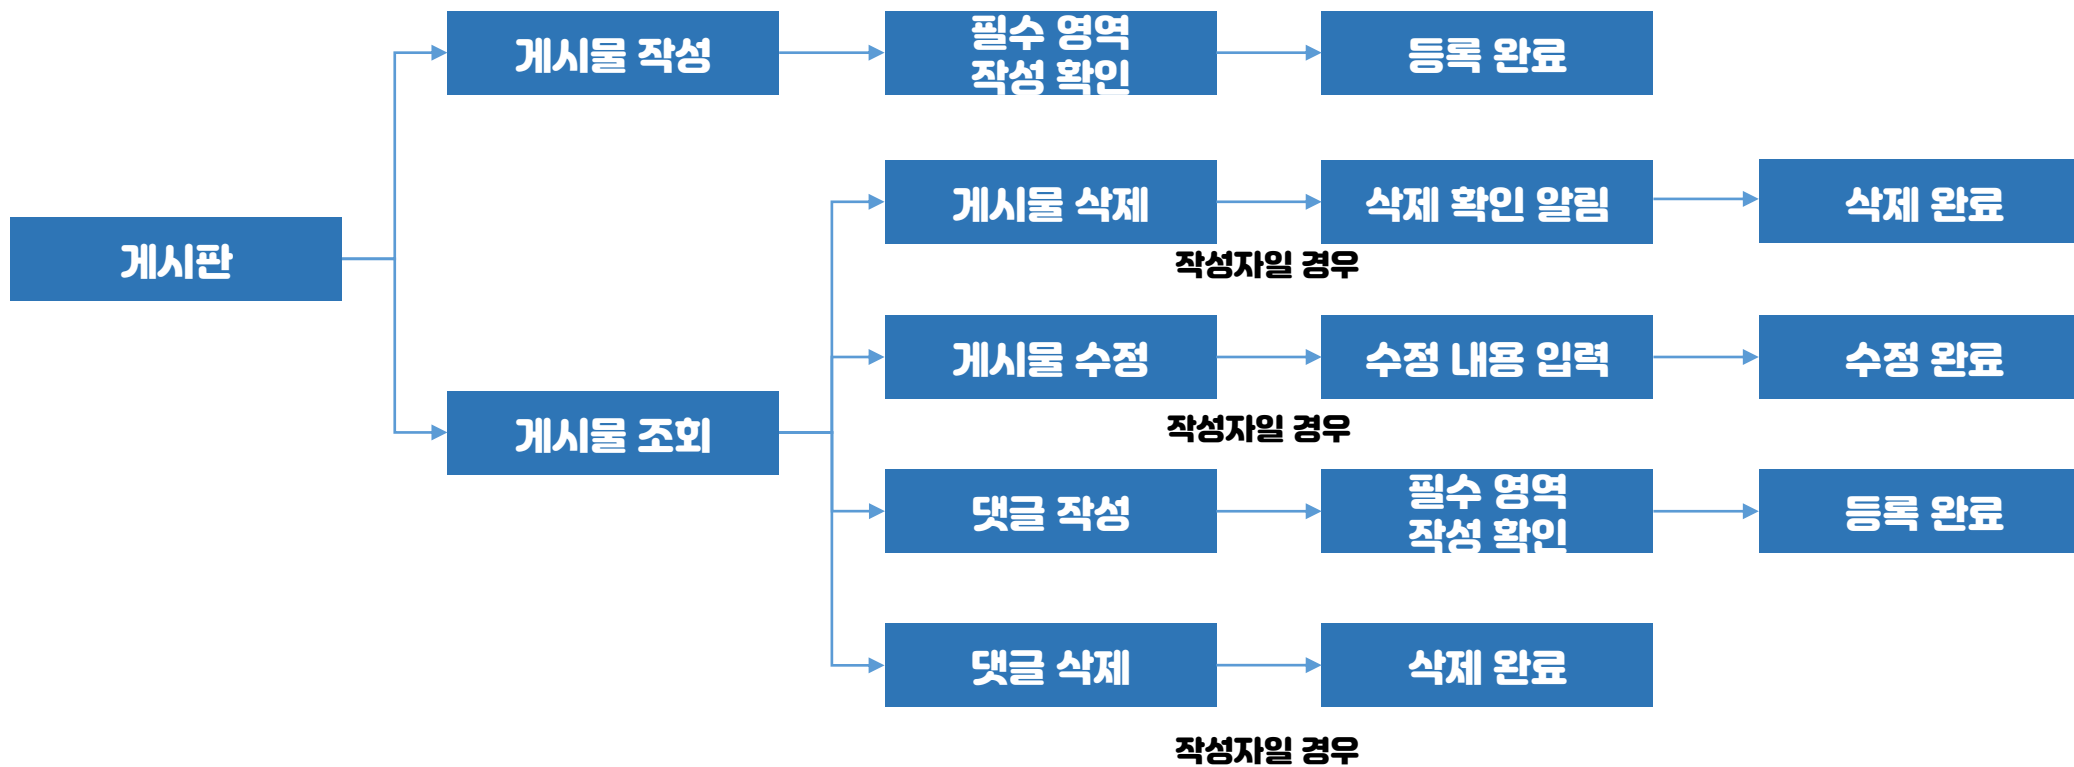 게시판
게시물 작성
필수 영역
작성 확인
등록 완료
게시물 조회
게시물 삭제
삭제 확인 알림
삭제 완료
작성자일 경우
게시물 수정
수정 내용 입력
수정 완료
작성자일 경우
댓글 작성
필수 영역
작성 확인
등록 완료
댓글 삭제
삭제 완료
작성자일 경우